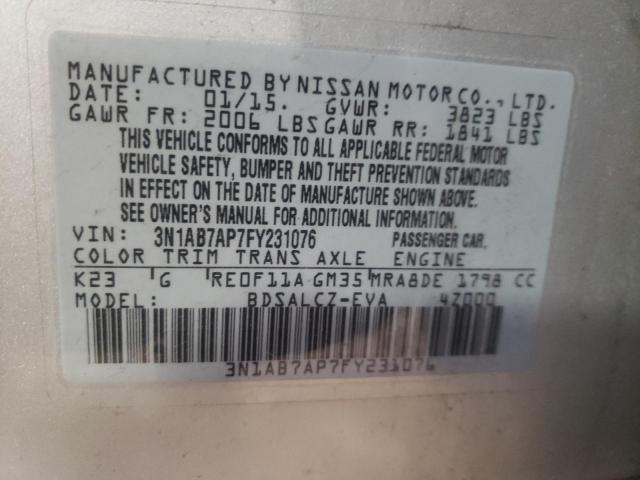 MANUFACTURED BY NISSAN MOTOR CO., LTD.
DATE: 01/15. GVWR: 3823 LBS
GAWR FR: 2006 LBS GAWR RR: 1841 LBS
THIS VEHICLE CONFORMS TO ALL APPLICABLE FEDERAL MOTOR
VEHICLE SAFETY, BUMPER AND THEFT PREVENTION STANDARDS
IN EFFECT ON THE DATE OF MANUFACTURE SHOWN ABOVE.
SEE OWNER'S MANUAL FOR ADDITIONAL INFORMATION.
VIN: 3N1AB7AP7FY231076 PASSENGER CAR.
COLOR TRIM TRANS AXLE ENGINE
K23 G RE0F11A GM35 MRA8DE 1798 CC
MODEL: BDSALCZ-EVA 4Z000
3N1AB7AP7FY231076